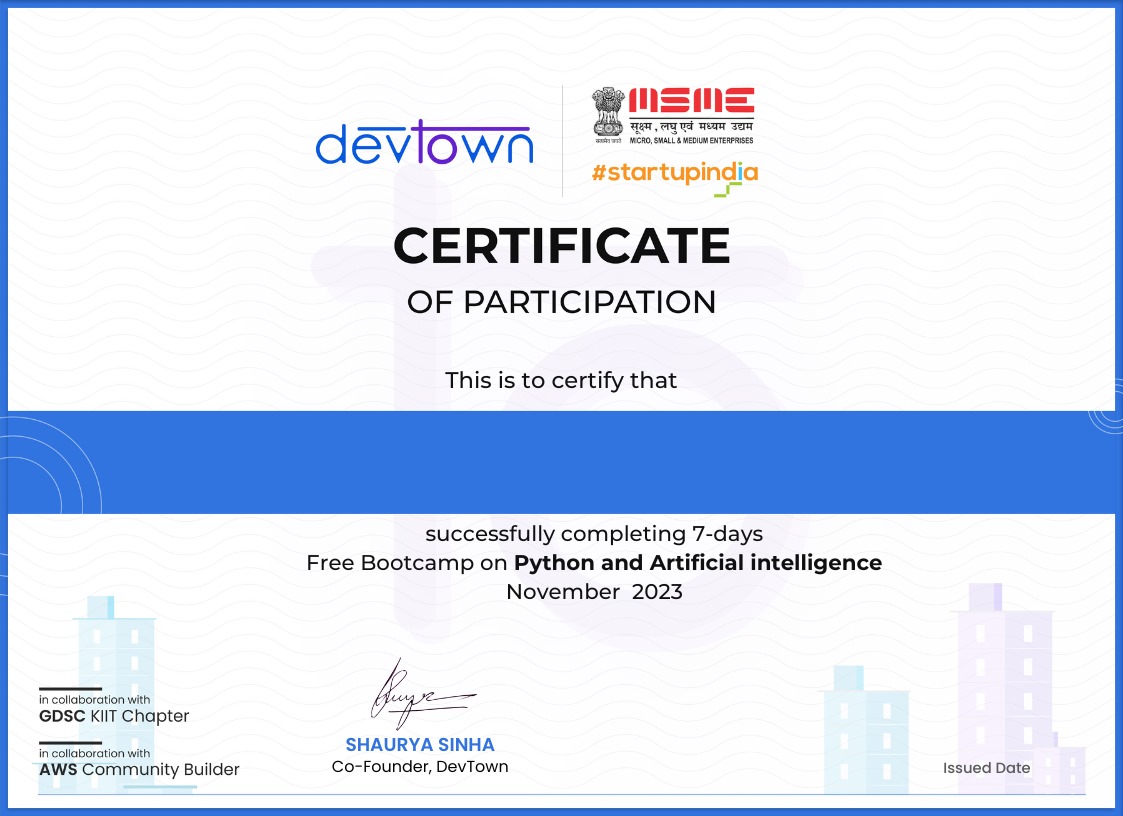 devtown
MSME
सूक्ष्म, लघु एवं मध्यम उद्यम
सत्यमेव जयते
MICRO, SMALL & MEDIUM ENTERPRISES
#startupindia
CERTIFICATE
OF PARTICIPATION
This is to certify that
successfully completing 7-days
Free Bootcamp on Python and Artificial intelligence
November 2023
in collaboration with
GDSC KIIT Chapter
in collaboration with
AWS Community Builder
SHAURYA SINHA
Co-Founder, DevTown
Issued Date